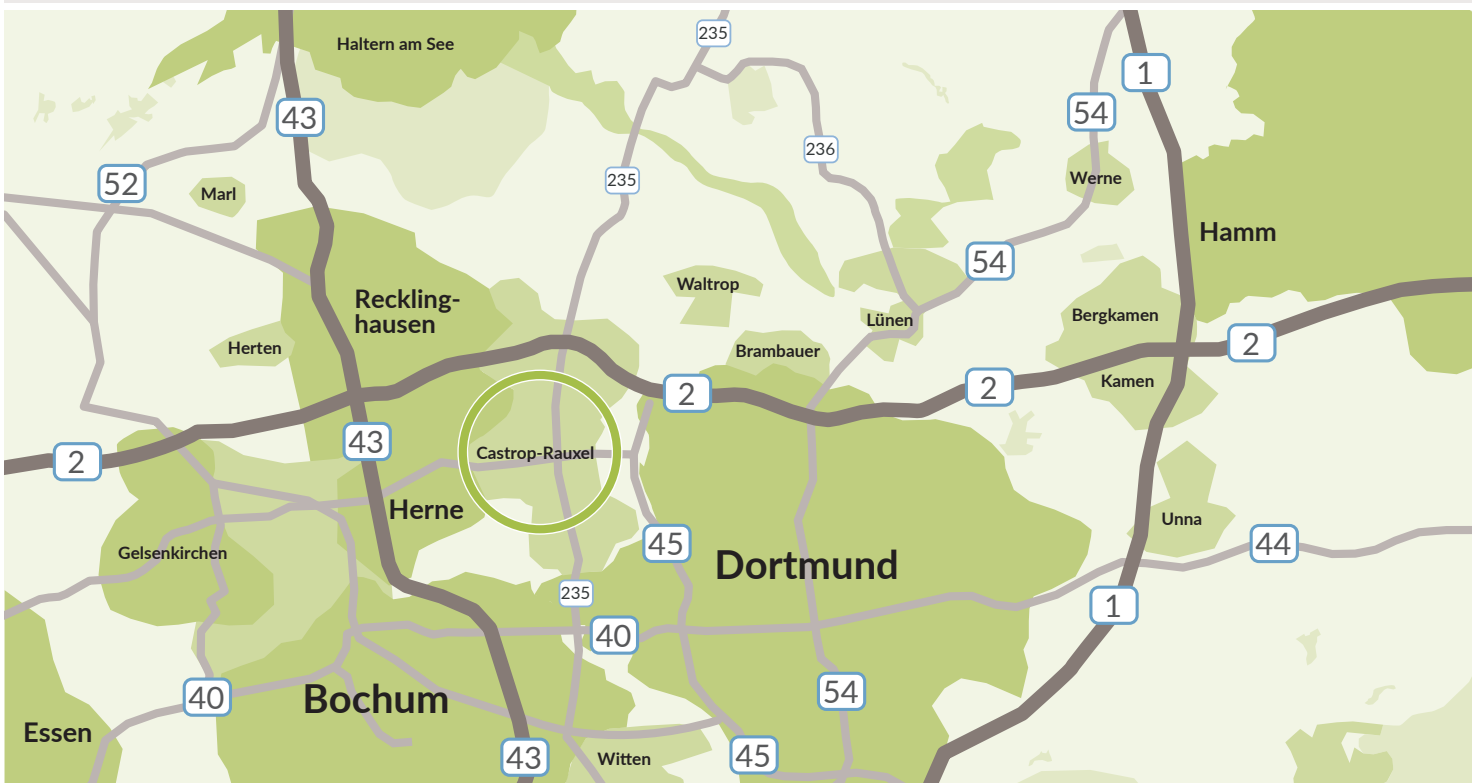 235
Haltern am See
1
43
54
236
52
235
Werne
Marl
Hamm
54
Waltrop
Reckling-
hausen
Bergkamen
Lünen
2
Herten
Brambauer
Kamen
2
2
43
Castrop-Rauxel
2
Herne
Unna
45
44
Gelsenkirchen
Dortmund
235
1
40
54
40
Bochum
Essen
45
43
Witten